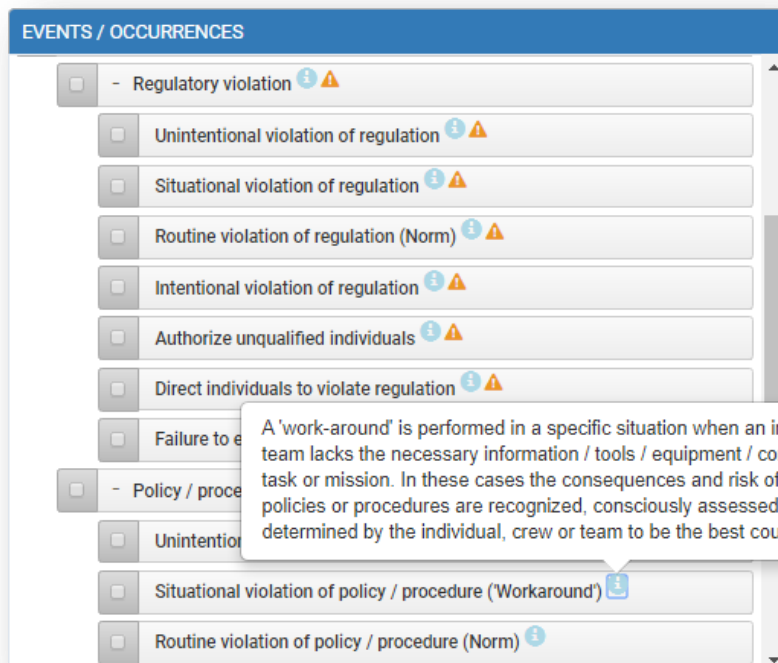 EVENTS / OCCURRENCES
- Regulatory violation
Unintentional violation of regulation
Situational violation of regulation
Routine violation of regulation (Norm)
Intentional violation of regulation
Authorize unqualified individuals
Direct individuals to violate regulation
Failure to
A 'work-around' is performed in a specific situation when an
team lacks the necessary information / tools / equipment /
task or mission. In these cases the consequences and risk of
policies or procedures are recognized, consciously assessed
determined by the individual, crew or team to be the best
- Policy /
Situational violation of policy / procedure ('Workaround')
Routine violation of policy / procedure (Norm)